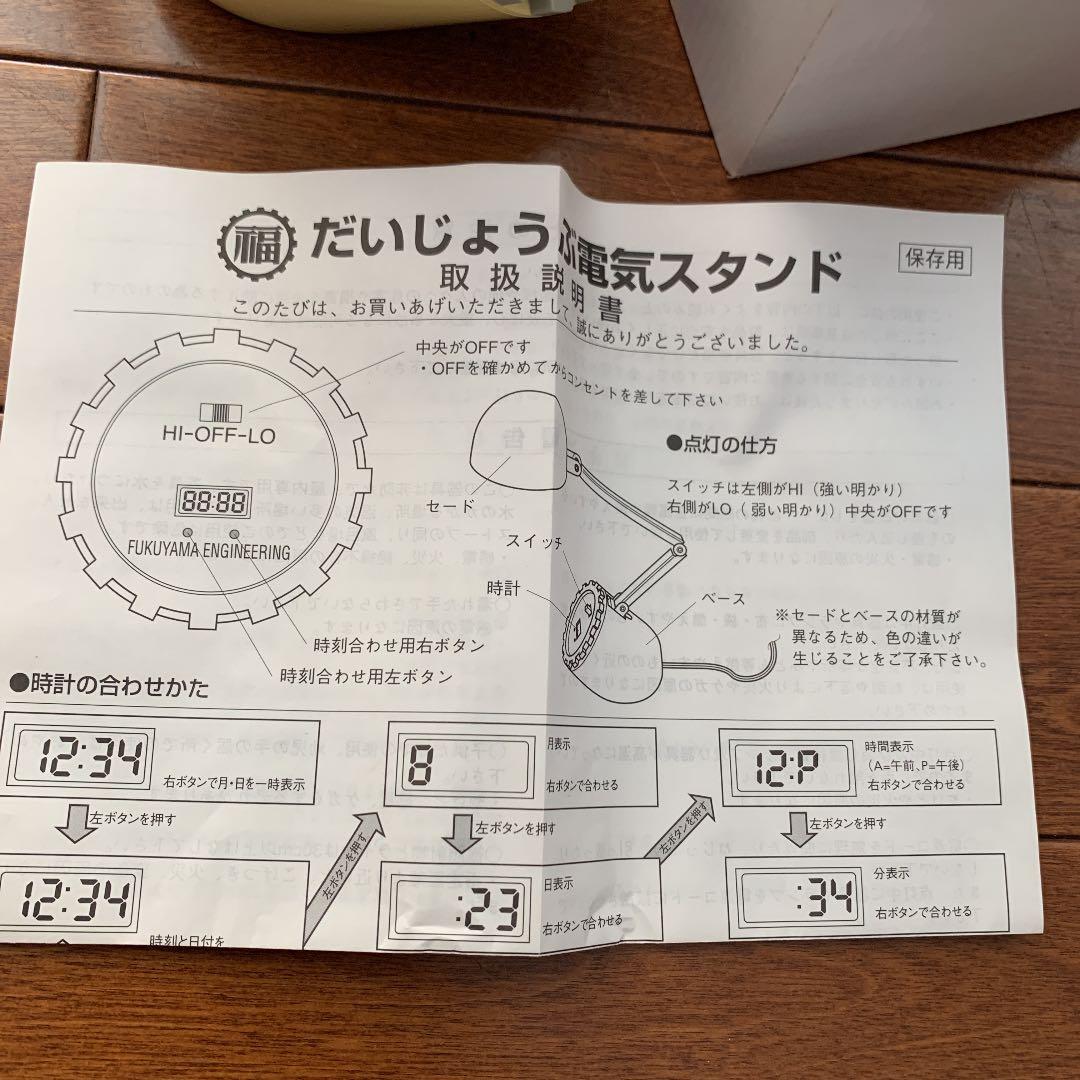 福 だいじょうぶ電気スタンド
保存用
取扱説明書
このたびは、お買いあげいただきまして、誠にありがとうございました。
中央がOFFです
・OFFを確かめてからコンセントを差して下さい
HI-OFF-LO
88:88
FUKUYAMA ENGINEERING
時刻合わせ用右ボタン
時刻合わせ用左ボタン
セード
スイッチ
時計
ベース
●点灯の仕方
スイッチは左側がHI(強い明かり)
右側がLO(弱い明かり)中央がOFFです
※セードとベースの材質が
異なるため、色の違いが
生じることをご了承下さい。
●時計の合わせかた
12:34
右ボタンで月・日を一時表示
左ボタンを押す
12:34
時刻と日付を
左ボタンを押す
8
月表示
右ボタンで合わせる
左ボタンを押す
:23
日表示
右ボタンで合わせる
左ボタンを押す
12:P
時間表示
(A=午前、P=午後)
右ボタンで合わせる
左ボタンを押す
:34
分表示
右ボタンで合わせる